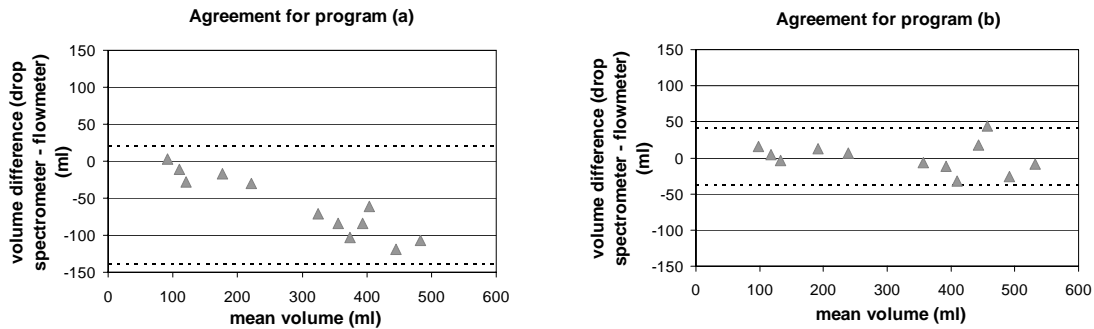 Agreement for program (a)
volume difference (drop
spectrometer - flowmeter)
(ml)
150
100
50
0
-50
-100
-150
0 100 200 300 400 500 600
mean volume (ml)
Agreement for program (b)
volume difference (drop
spectrometer - flowmeter)
(ml)
150
100
50
0
-50
-100
-150
0 100 200 300 400 500 600
mean volume (ml)